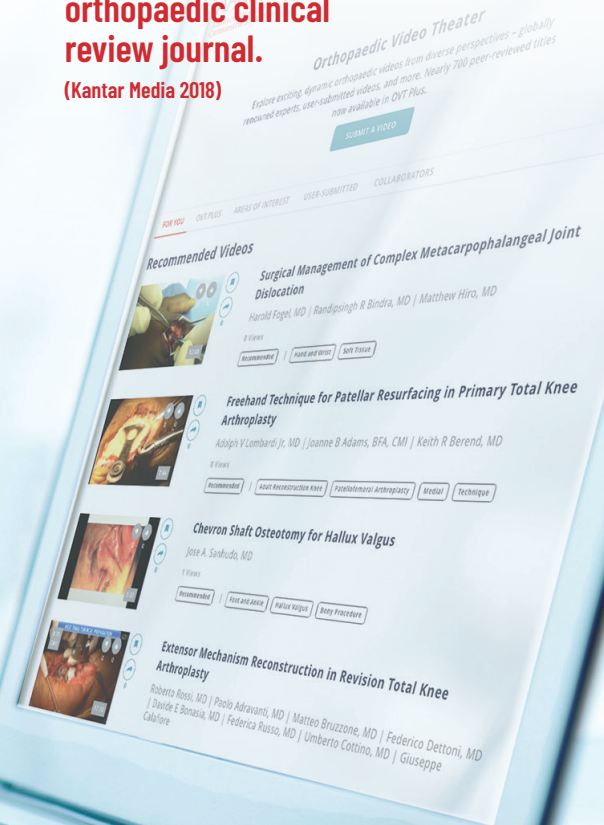 orthopaedic clinical
review journal.
(Kantar Media 2018)
Orthopaedic Video Theater
Explore exciting, dynamic orthopaedic videos from diverse perspectives – globally
renowned experts, user-submitted videos, and more. Nearly 700 peer-reviewed titles
now available in OVT Plus.
SUBMIT A VIDEO
FOR YOU OVT PLUS AREAS OF INTEREST USER-SUBMITTED COLLABORATORS
Recommended Videos
Surgical Management of Complex Metacarpophalangeal Joint
Dislocation
Harold Fogel, MD | Randipsingh R Bindra, MD | Matthew Hiro, MD
8 Views
Recommended | Hand and Wrist Soft Tissue
Freehand Technique for Patellar Resurfacing in Primary Total Knee
Arthroplasty
Adolph V Lombardi Jr, MD | Joanne B Adams, BFA, CMI | Keith R Berend, MD
8 Views
Recommended | Adult Reconstruction Knee Patellofemoral Arthroplasty Medial Technique
Chevron Shaft Osteotomy for Hallux Valgus
Jose A. Sanhudo, MD
1 Views
Recommended | Foot and Ankle Hallux Valgus Bony Procedure
Extensor Mechanism Reconstruction in Revision Total Knee
Arthroplasty
Roberto Rossi, MD | Paolo Adravanti, MD | Matteo Bruzzone, MD | Federico Dettoni, MD
| Davide E Bonasia, MD | Federica Russo, MD | Umberto Cottino, MD | Giuseppe
Calafiore